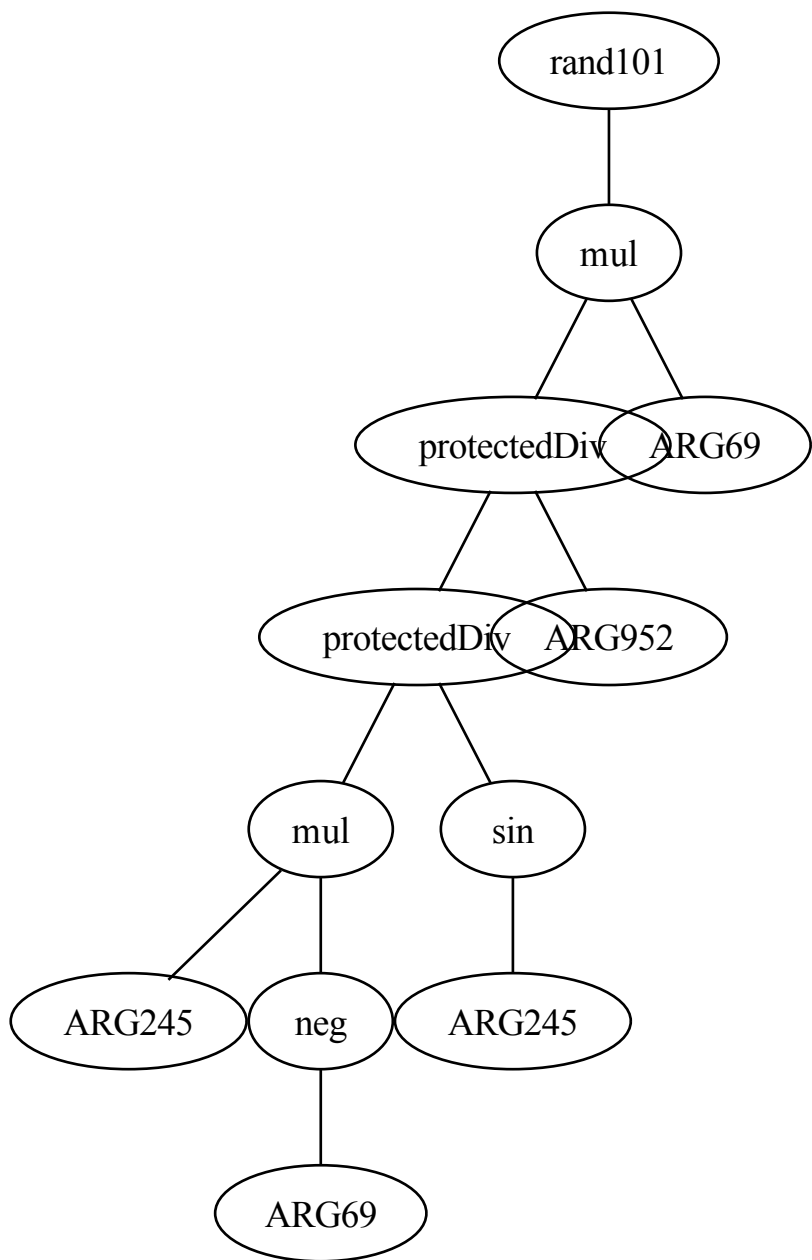 rand101
mul
protectedDiv
ARG69
protectedDiv
ARG952
mul
sin
ARG245
neg
ARG245
ARG69